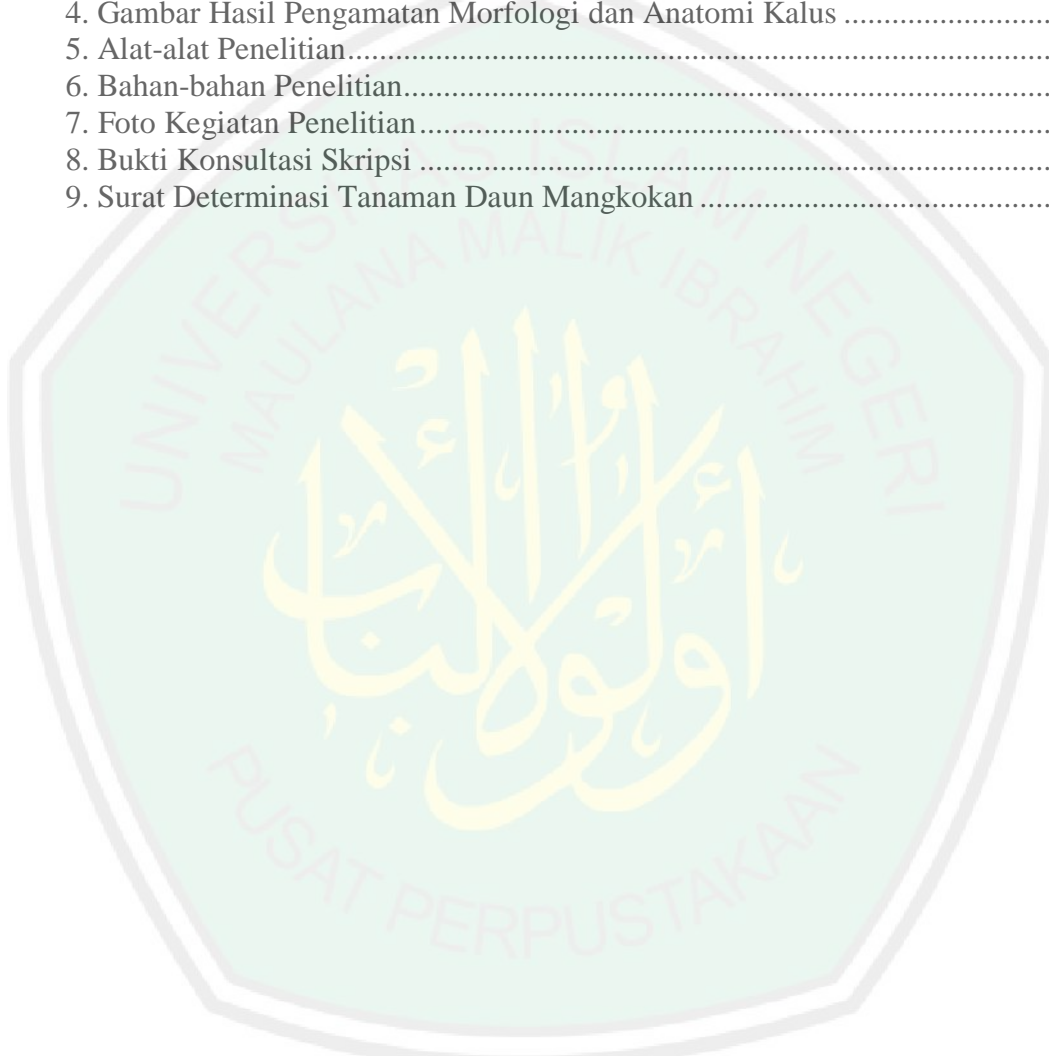 4. Gambar Hasil Pengamatan Morfologi dan Anatomi Kalus ..........................
5. Alat-alat Penelitian.........................................................................................
6. Bahan-bahan Penelitian..................................................................................
7. Foto Kegiatan Penelitian................................................................................
8. Bukti Konsultasi Skripsi ................................................................................
9. Surat Determinasi Tanaman Daun Mangkokan ............................................
UNIVERSITAS ISLAM NEGERI
MAULANA MALIK IBRAHIM
أولوا الألباب
PUSAT PERPUSTAKAAN